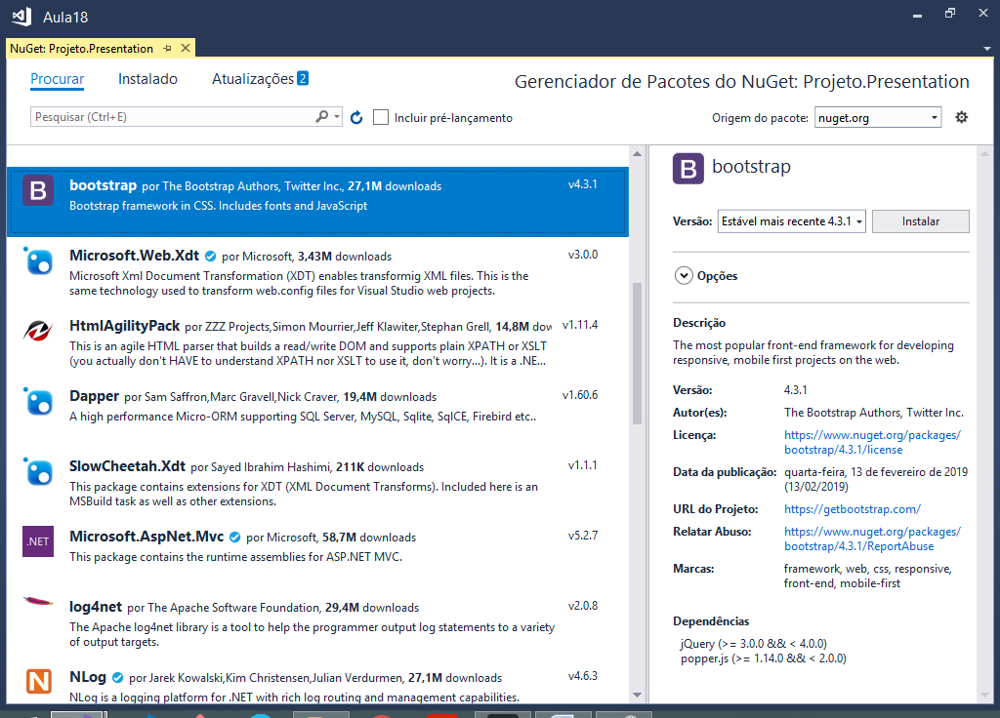 Aula18
NuGet: Projeto.Presentation
Procurar Instalado Atualizações 2
Gerenciador de Pacotes do NuGet: Projeto.Presentation
Pesquisar (Ctrl+E)
Incluir pré-lançamento
Origem do pacote: nuget.org
B
bootstrap por The Bootstrap Authors, Twitter Inc., 27,1M downloads v4.3.1
Bootstrap framework in CSS. Includes fonts and JavaScript
Microsoft.Web.Xdt por Microsoft, 3,43M downloads v3.0.0
Microsoft Xml Document Transformation (XDT) enables transformig XML files. This is the
same technology used to transform web.config files for Visual Studio web projects.
HtmlAgilityPack por ZZZ Projects,Simon Mourrier,Jeff Klawiter,Stephan Grell, 14,8M dow v1.11.4
This is an agile HTML parser that builds a read/write DOM and supports plain XPATH or XSLT
(you actually don't HAVE to understand XPATH nor XSLT to use it, don't worry...). It is a .NE...
Dapper por Sam Saffron,Marc Gravell,Nick Craver, 19,4M downloads v1.60.6
A high performance Micro-ORM supporting SQL Server, MySQL, Sqlite, SqlCE, Firebird etc..
SlowCheetah.Xdt por Sayed Ibrahim Hashimi, 211K downloads v1.1.1
This package contains extensions for XDT (XML Document Transforms). Included here is an
MSBuild task as well as other extensions.
.NET
Microsoft.AspNet.Mvc por Microsoft, 58,7M downloads v5.2.7
This package contains the runtime assemblies for ASP.NET MVC.
log4net por The Apache Software Foundation, 29,4M downloads v2.0.8
The Apache log4net library is a tool to help the programmer output log statements to a variety
of output targets.
N
NLog por Jarek Kowalski,Kim Christensen,Julian Verdurmen, 27,1M downloads v4.6.3
NLog is a logging platform for .NET with rich log routing and management capabilities.
B
bootstrap
Versão: Estável mais recente 4.3.1 Instalar
Opções
Descrição
The most popular front-end framework for developing
responsive, mobile first projects on the web.
Versão: 4.3.1
Autor(es): The Bootstrap Authors, Twitter Inc.
Licença: https://www.nuget.org/packages/
bootstrap/4.3.1/license
Data da publicação: quarta-feira, 13 de fevereiro de 2019
(13/02/2019)
URL do Projeto: https://getbootstrap.com/
Relatar Abuso: https://www.nuget.org/packages/
bootstrap/4.3.1/ReportAbuse
Marcas: framework, web, css, responsive,
front-end, mobile-first
Dependências
jQuery (>= 3.0.0 && < 4.0.0)
popper.js (>= 1.14.0 && < 2.0.0)